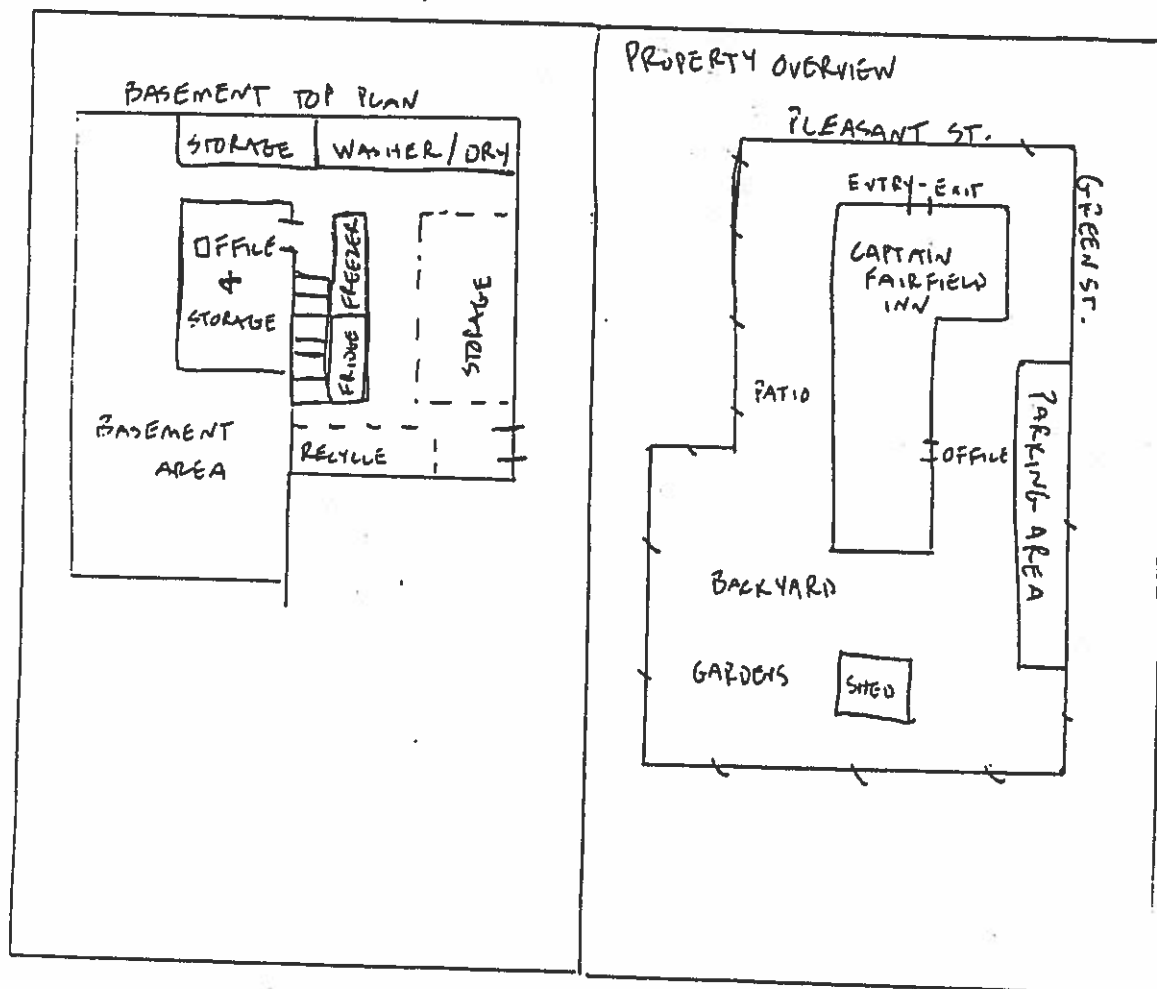 BASEMENT TOP PLAN
STORAGE
WASHER/DRY
OFFICE
+
STORAGE
FREEZER
FRIDGE
STORAGE
BASEMENT
AREA
RECYCLE
PROPERTY OVERVIEW
PLEASANT ST.
GREEN ST.
ENTRY-EXIT
CAPTAIN
FAIRFIELD
INN
PATIO
OFFICE
PARKING AREA
BACKYARD
GARDENS
SHED